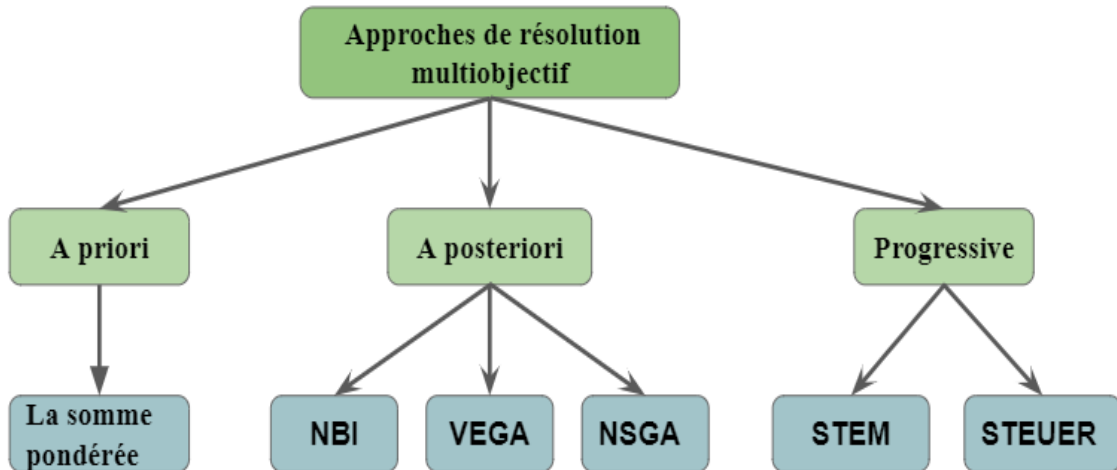 Approches de résolution
multiobjectif
A priori
A posteriori
Progressive
La somme
pondérée
NBI
VEGA
NSGA
STEM
STEUER